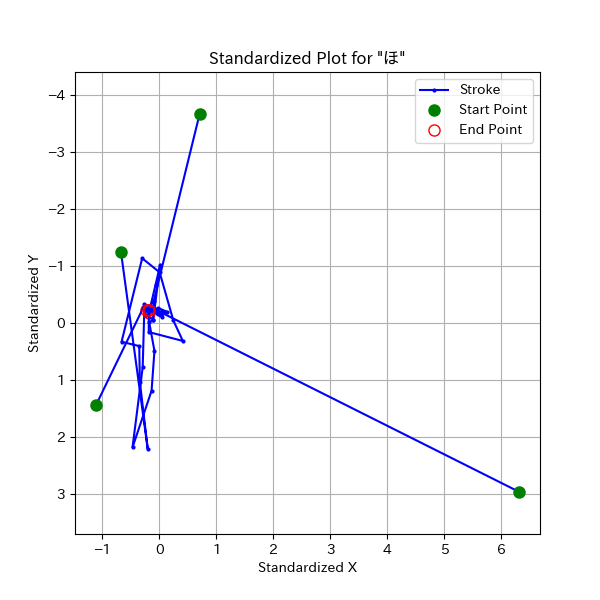 Standardized Plot for "ほ"
Stroke
Start Point
End Point
Standardized Y
−4
−3
−2
−1
0
1
2
3
−1 0 1 2 3 4 5 6
Standardized X